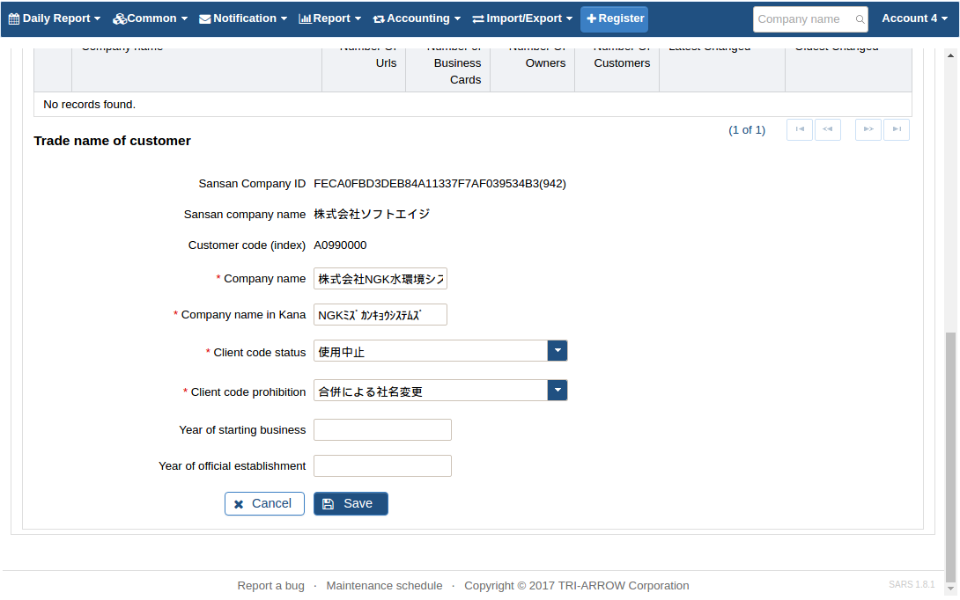 Daily Report Common Notification Report Accounting Import/Export Register Company name Account 4
Company name Number Of Number of Number Of Number Of Latest Changed Oldest Changed
Urls Business Owners Customers
Cards
No records found.
(1 of 1)
Trade name of customer
Sansan Company ID FECA0FBD3DEB84A11337F7AF039534B3(942)
Sansan company name 株式会社ソフトエイジ
Customer code (index) A0990000
* Company name 株式会社NGK水環境シス
* Company name in Kana NGKミズカンキョウシステムズ
* Client code status 使用中止
* Client code prohibition 合併による社名変更
Year of starting business
Year of official establishment
Cancel Save
Report a bug · Maintenance schedule · Copyright © 2017 TRI-ARROW Corporation SARS 1.8.1